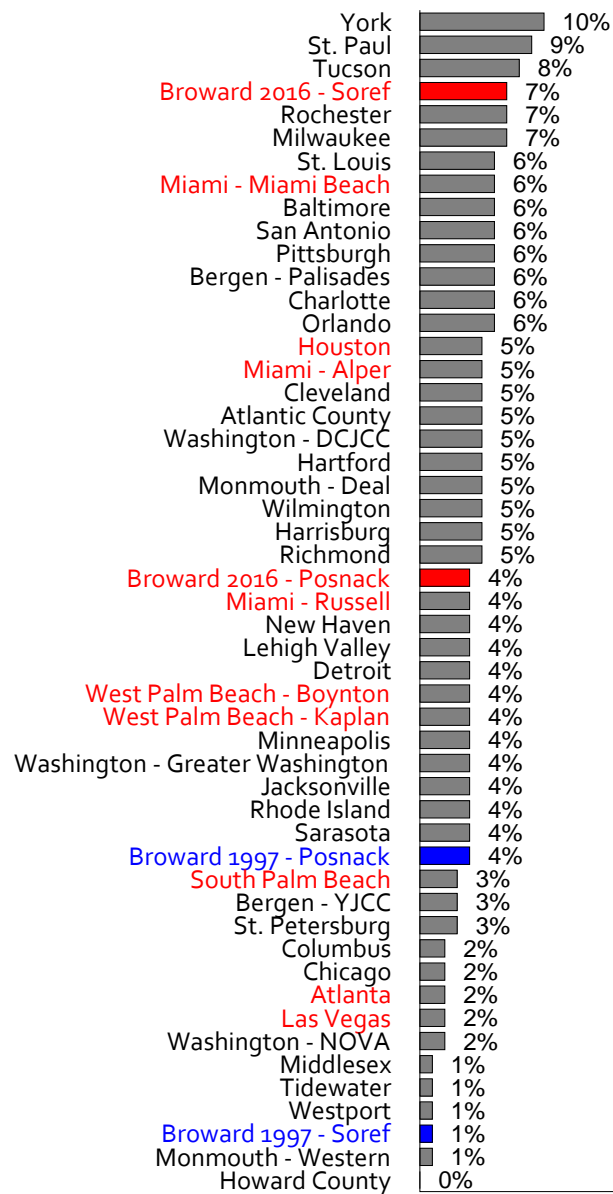 York 10%
St. Paul 9%
Tucson 8%
Broward 2016 - Soref 7%
Rochester 7%
Milwaukee 7%
St. Louis 6%
Miami - Miami Beach 6%
Baltimore 6%
San Antonio 6%
Pittsburgh 6%
Bergen - Palisades 6%
Charlotte 6%
Orlando 6%
Houston 5%
Miami - Alper 5%
Cleveland 5%
Atlantic County 5%
Washington - DCJCC 5%
Hartford 5%
Monmouth - Deal 5%
Wilmington 5%
Harrisburg 5%
Richmond 5%
Broward 2016 - Posnack 4%
Miami - Russell 4%
New Haven 4%
Lehigh Valley 4%
Detroit 4%
West Palm Beach - Boynton 4%
West Palm Beach - Kaplan 4%
Minneapolis 4%
Washington - Greater Washington 4%
Jacksonville 4%
Rhode Island 4%
Sarasota 4%
Broward 1997 - Posnack 4%
South Palm Beach 3%
Bergen - YJCC 3%
St. Petersburg 3%
Columbus 2%
Chicago 2%
Atlanta 2%
Las Vegas 2%
Washington - NOVA 2%
Middlesex 1%
Tidewater 1%
Westport 1%
Broward 1997 - Soref 1%
Monmouth - Western 1%
Howard County 0%